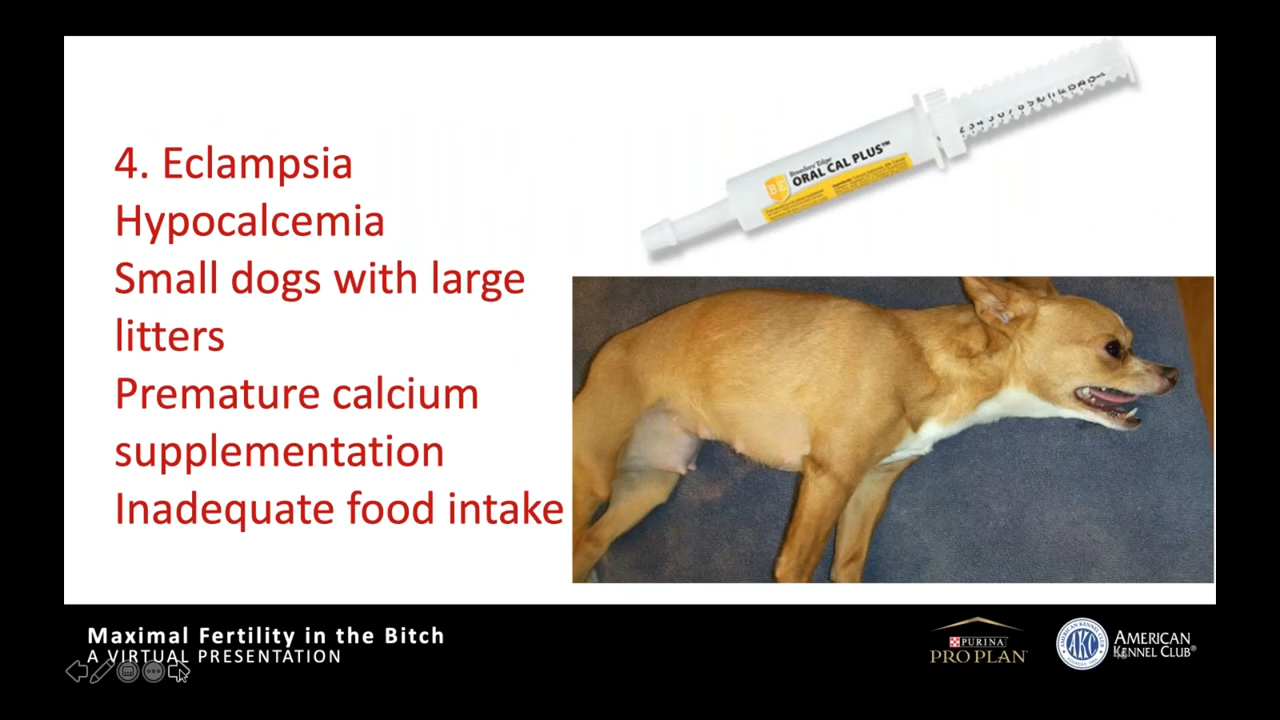 4. Eclampsia
Hypocalcemia
Small dogs with large
litters
Premature calcium
supplementation
Inadequate food intake
ORAL CAL PLUS™
Maximal Fertility in the Bitch
A VIRTUAL PRESENTATION
PURINA
PRO PLAN
AKC
AMERICAN
KENNEL CLUB®